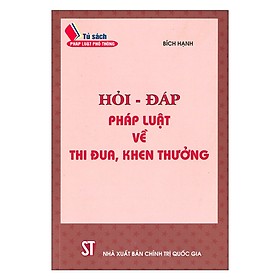 Tủ sách
PHÁP LUẬT PHỔ THÔNG
BÍCH HẠNH
HỎI - ĐÁP
PHÁP LUẬT
VỀ
THI ĐUA, KHEN THƯỞNG
ST
NHÀ XUẤT BẢN CHÍNH TRỊ QUỐC GIA